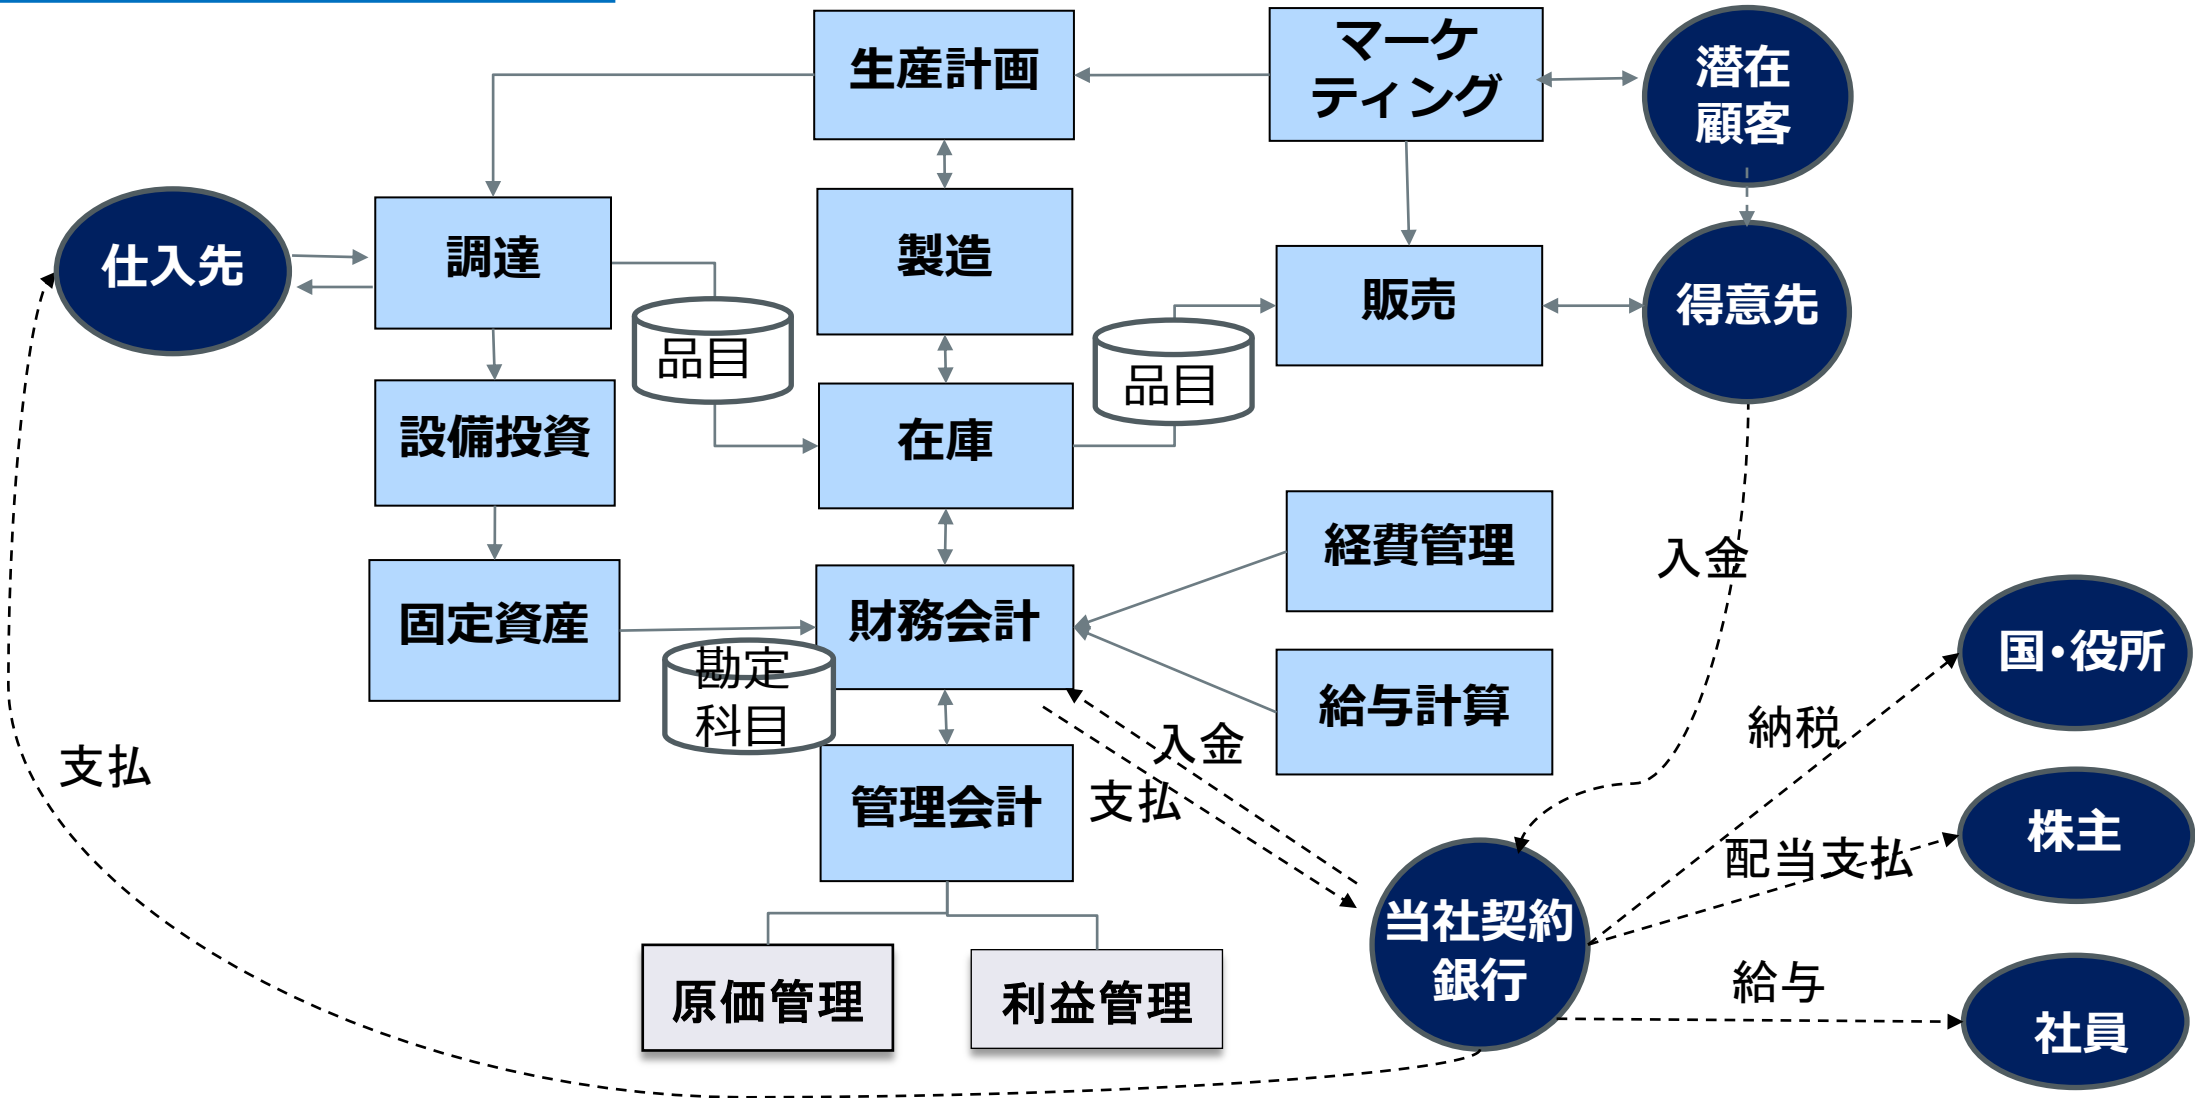 生産計画
マーケ
ティング
潜在
顧客
仕入先
調達
製造
販売
得意先
品目
品目
設備投資
在庫
経費管理
入金
固定資産
財務会計
国・役所
勘定
科目
給与計算
納税
入金
支払
支払
管理会計
株主
配当支払
当社契約
銀行
原価管理
利益管理
給与
社員